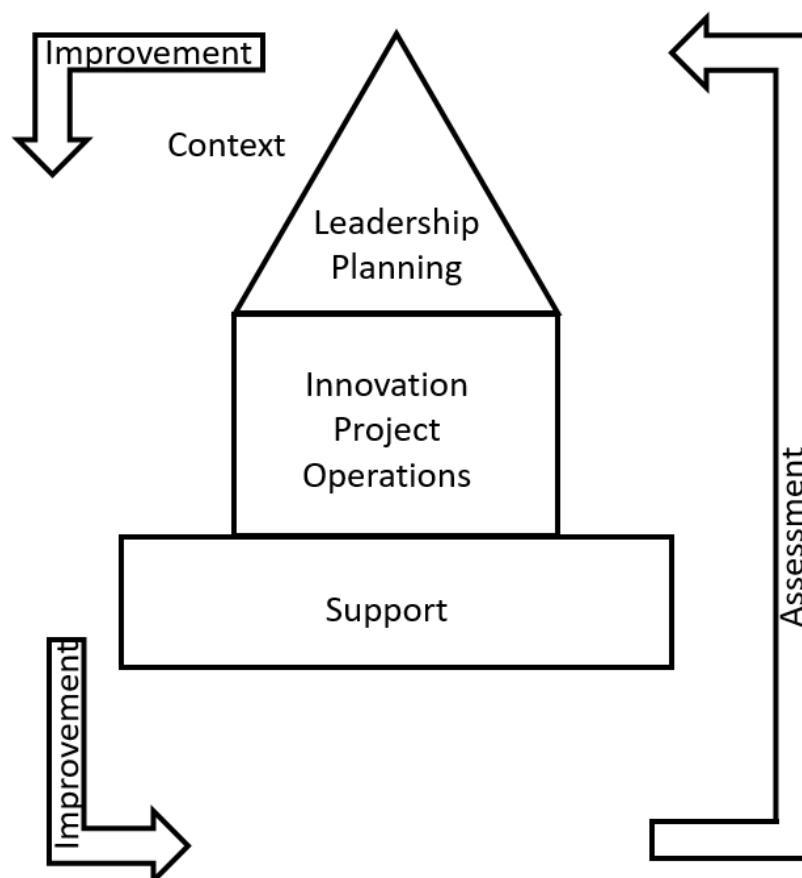 Improvement
Context
Leadership
Planning
Innovation
Project
Operations
Assessment
Support
Improvement